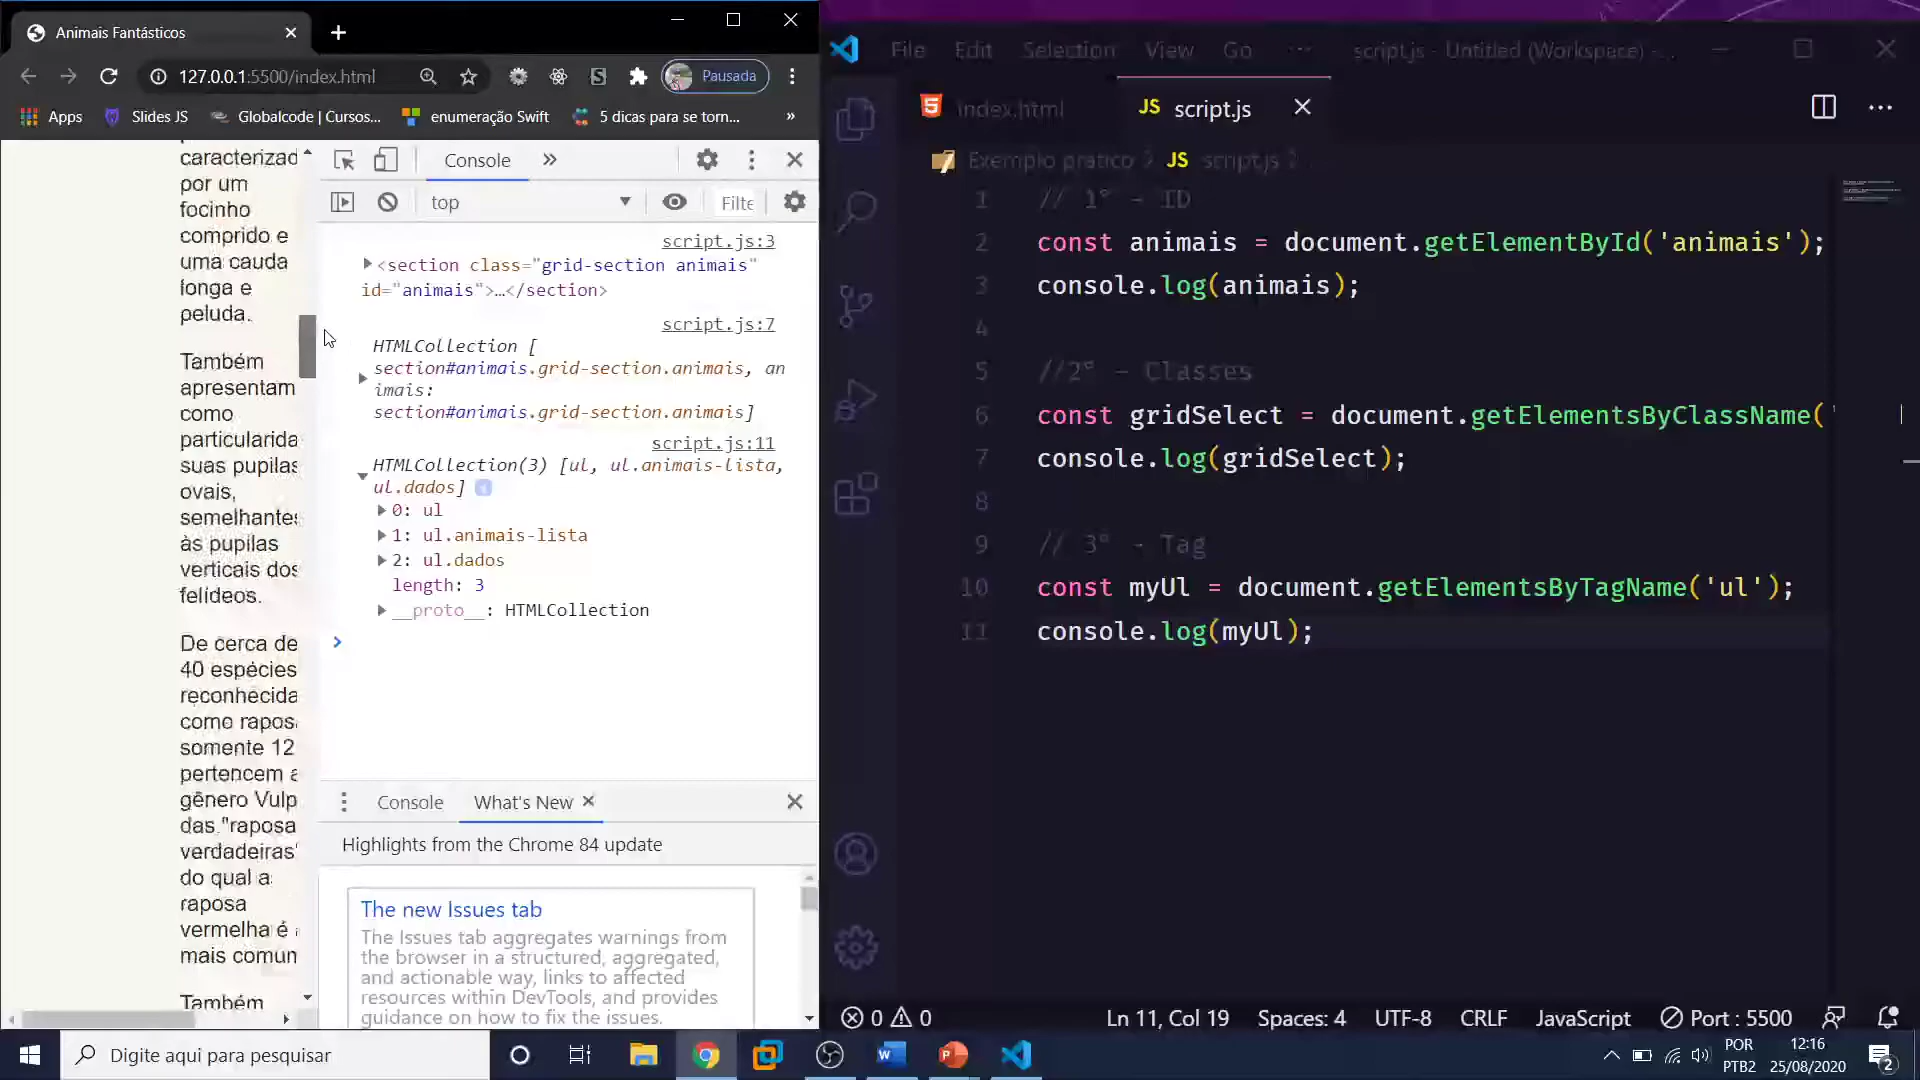 Animais Fantásticos
127.0.0.1:5500/index.html
Pausada
Apps
Slides JS
Globalcode | Cursos...
enumeração Swift
5 dicas para se torn...
»
caracterizad
por um
focinho
comprido e
uma cauda
longa e
peluda.
Também
apresentam
como
particularida
suas pupilas
ovais,
semelhantes
às pupilas
verticais dos
felídeos.
De cerca de
40 espécies
reconhecida
como raposa
somente 12
pertencem a
gênero Vulp
das "raposa
verdadeiras"
do qual a
raposa
vermelha é a
mais comun
Também
Console
»
top
Filte
script.js:3
<section class="grid-section animais"
id="animais">…</section>
script.js:7
HTMLCollection [
section#animais.grid-section.animais, an
imais:
section#animais.grid-section.animais]
script.js:11
HTMLCollection(3) [ul, ul.animais-lista,
ul.dados]
0: ul
1: ul.animais-lista
2: ul.dados
length: 3
__proto__: HTMLCollection
Console
What's New
Highlights from the Chrome 84 update
The new Issues tab
The Issues tab aggregates warnings from
the browser in a structured, aggregated,
and actionable way, links to affected
resources within DevTools, and provides
guidance on how to fix the issues.
File Edit Selection View Go ··· script.js - Untitled (Workspace) - ...
index.html
JS script.js
Exemplo pratico > JS script.js >
1 // 1° - ID
2 const animais = document.getElementById('animais');
3 console.log(animais);
4
5 //2° - Classes
6 const gridSelect = document.getElementsByClassName('
7 console.log(gridSelect);
8
9 // 3° - Tag
10 const myUl = document.getElementsByTagName('ul');
11 console.log(myUl);
0 0
Ln 11, Col 19
Spaces: 4
UTF-8
CRLF
JavaScript
Port : 5500
Digite aqui para pesquisar
POR
PTB2
12:16
25/08/2020
2